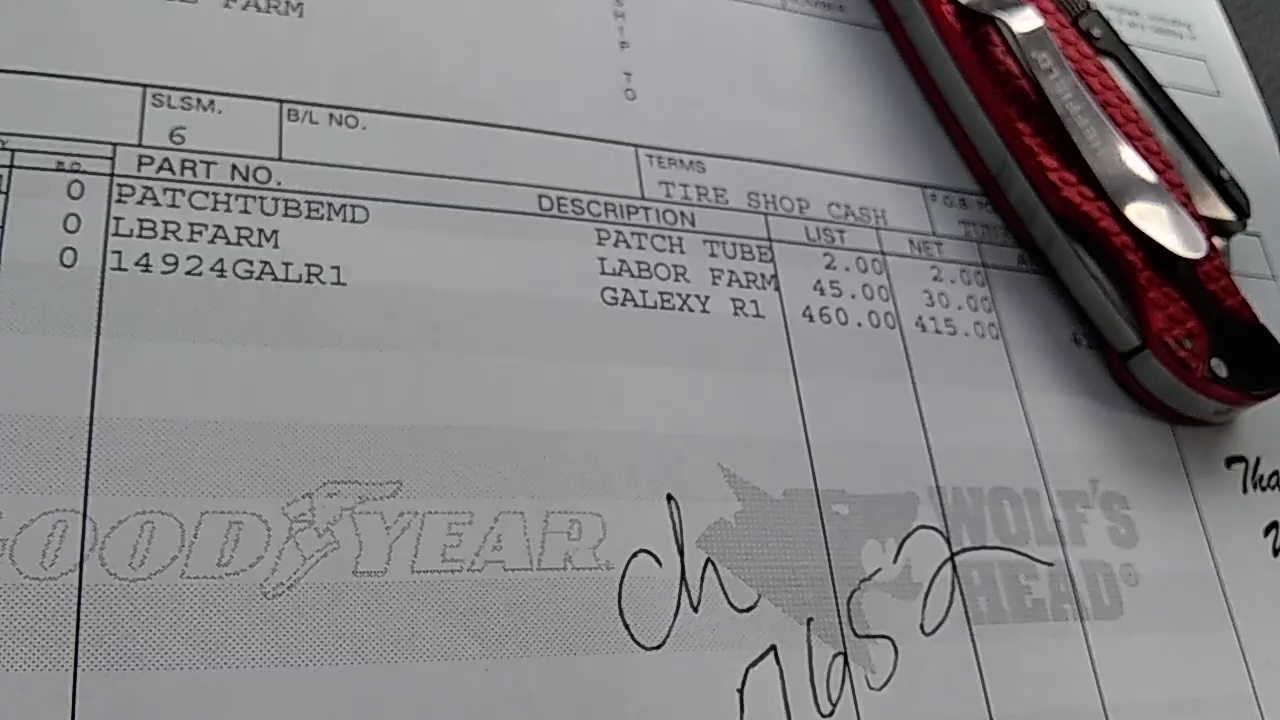 FARM
SHIP TO
SLSM.
6
B/L NO.
TERMS
TIRE SHOP CASH
B.O. PART NO. DESCRIPTION LIST NET
0 PATCHTUBEMD PATCH TUBE 2.00 2.00
0 LBRFARM LABOR FARM 45.00 30.00
0 14924GALR1 GALEXY R1 460.00 415.00
GOODYEAR
WOLF'S
HEAD®
ch
7652
SHEFFIELD